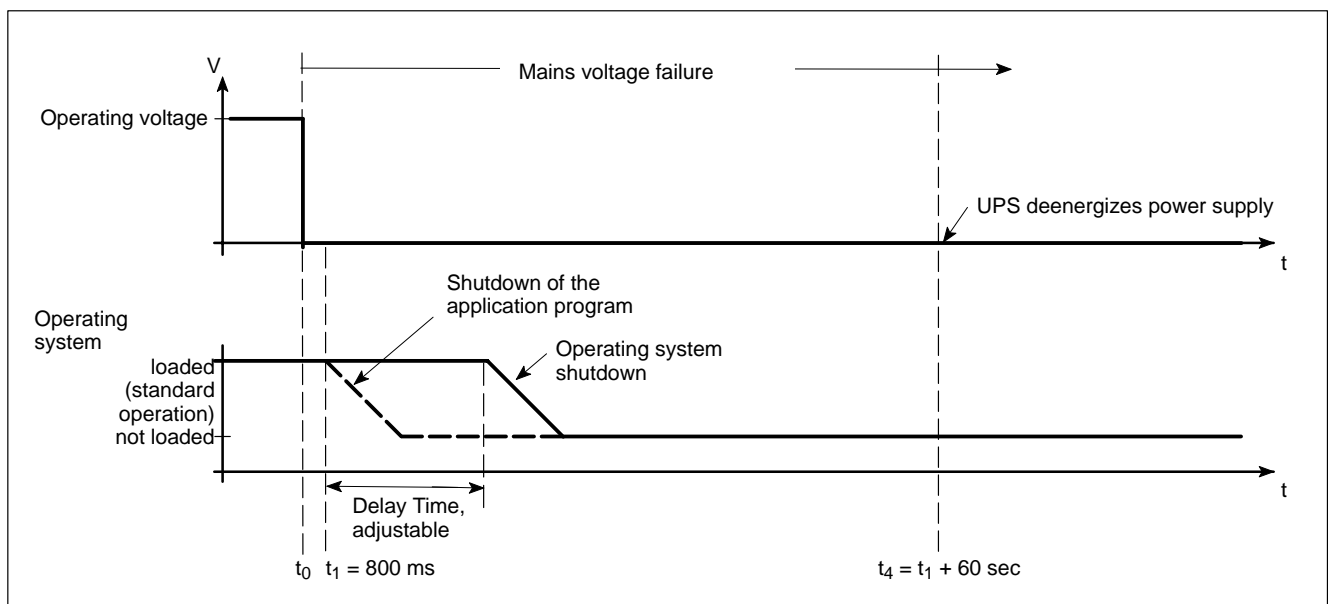 V
Mains voltage failure
Operating voltage
UPS deenergizes power supply
t
Shutdown of the
application program
Operating
system
loaded
(standard
operation)
not loaded
Operating system
shutdown
t
Delay Time,
adjustable
t0
t1 = 800 ms
t4 = t1 + 60 sec